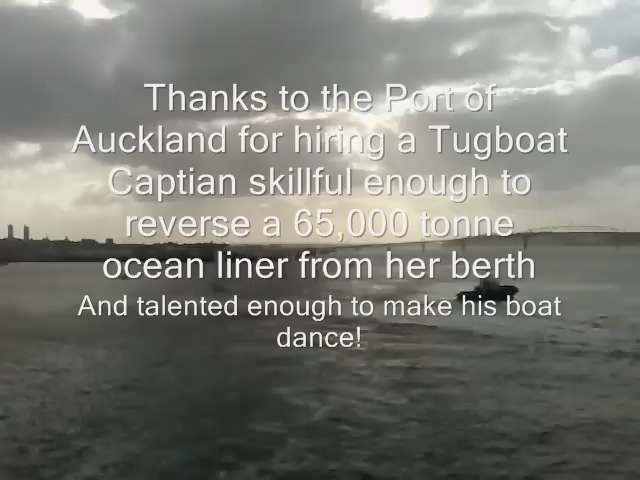 Thanks to the Port of
Auckland for hiring a Tugboat
Captian skillful enough to
reverse a 65,000 tonne
ocean liner from her berth
And talented enough to make his boat
dance!